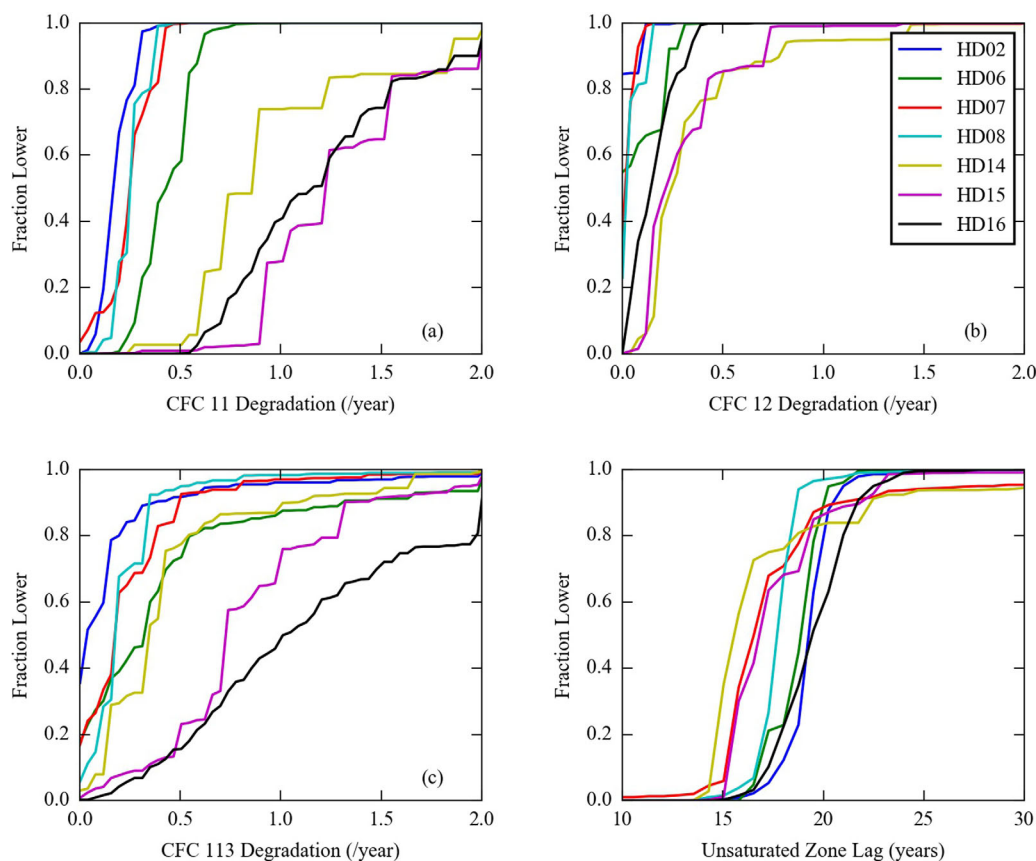 1.0
0.8
0.6
0.4
0.2
0.0
Fraction Lower
(a)
0.0 0.5 1.0 1.5 2.0
CFC 11 Degradation (/year)
1.0
0.8
0.6
0.4
0.2
0.0
Fraction Lower
HD02
HD06
HD07
HD08
HD14
HD15
HD16
(b)
0.0 0.5 1.0 1.5 2.0
CFC 12 Degradation (/year)
1.0
0.8
0.6
0.4
0.2
0.0
Fraction Lower
(c)
0.0 0.5 1.0 1.5 2.0
CFC 113 Degradation (/year)
1.0
0.8
0.6
0.4
0.2
0.0
Fraction Lower
10 15 20 25 30
Unsaturated Zone Lag (years)